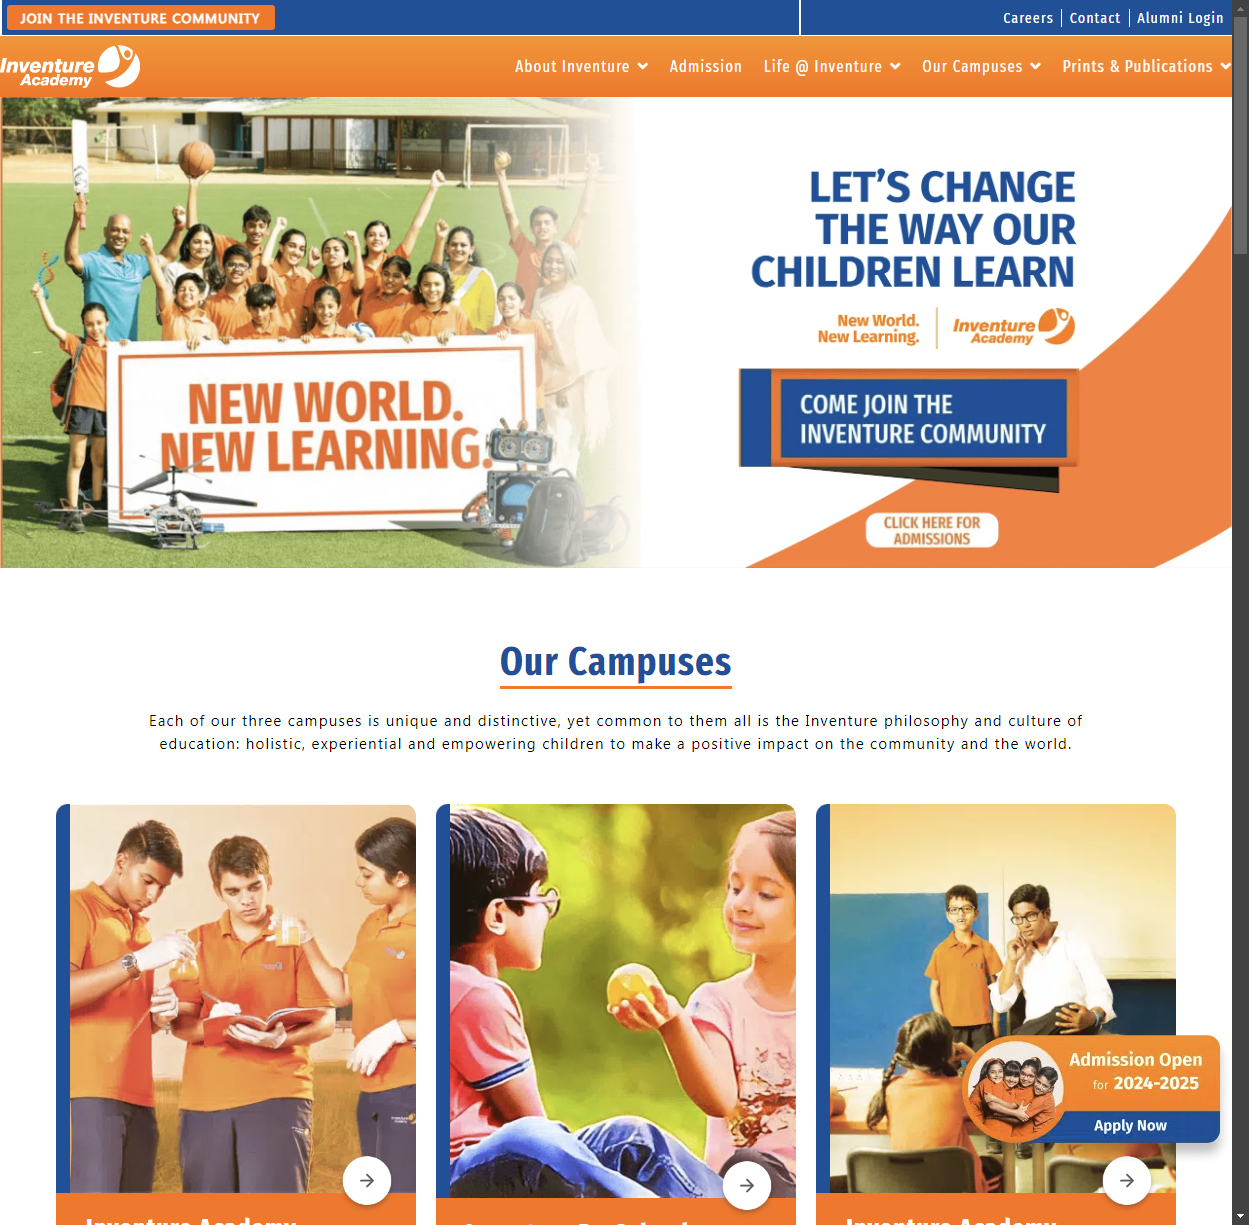 JOIN THE INVENTURE COMMUNITY
Careers
Contact
Alumni Login
Inventure
Academy
About Inventure
Admission
Life @ Inventure
Our Campuses
Prints & Publications
LET'S CHANGE
THE WAY OUR
CHILDREN LEARN
New World.
New Learning.
Inventure
Academy
NEW WORLD.
NEW LEARNING.
COME JOIN THE
INVENTURE COMMUNITY
CLICK HERE FOR
ADMISSIONS
Our Campuses
Each of our three campuses is unique and distinctive, yet common to them all is the Inventure philosophy and culture of
education: holistic, experiential and empowering children to make a positive impact on the community and the world.
Admission Open
for 2024-2025
Apply Now
Inventure Academy
Inventure Academy